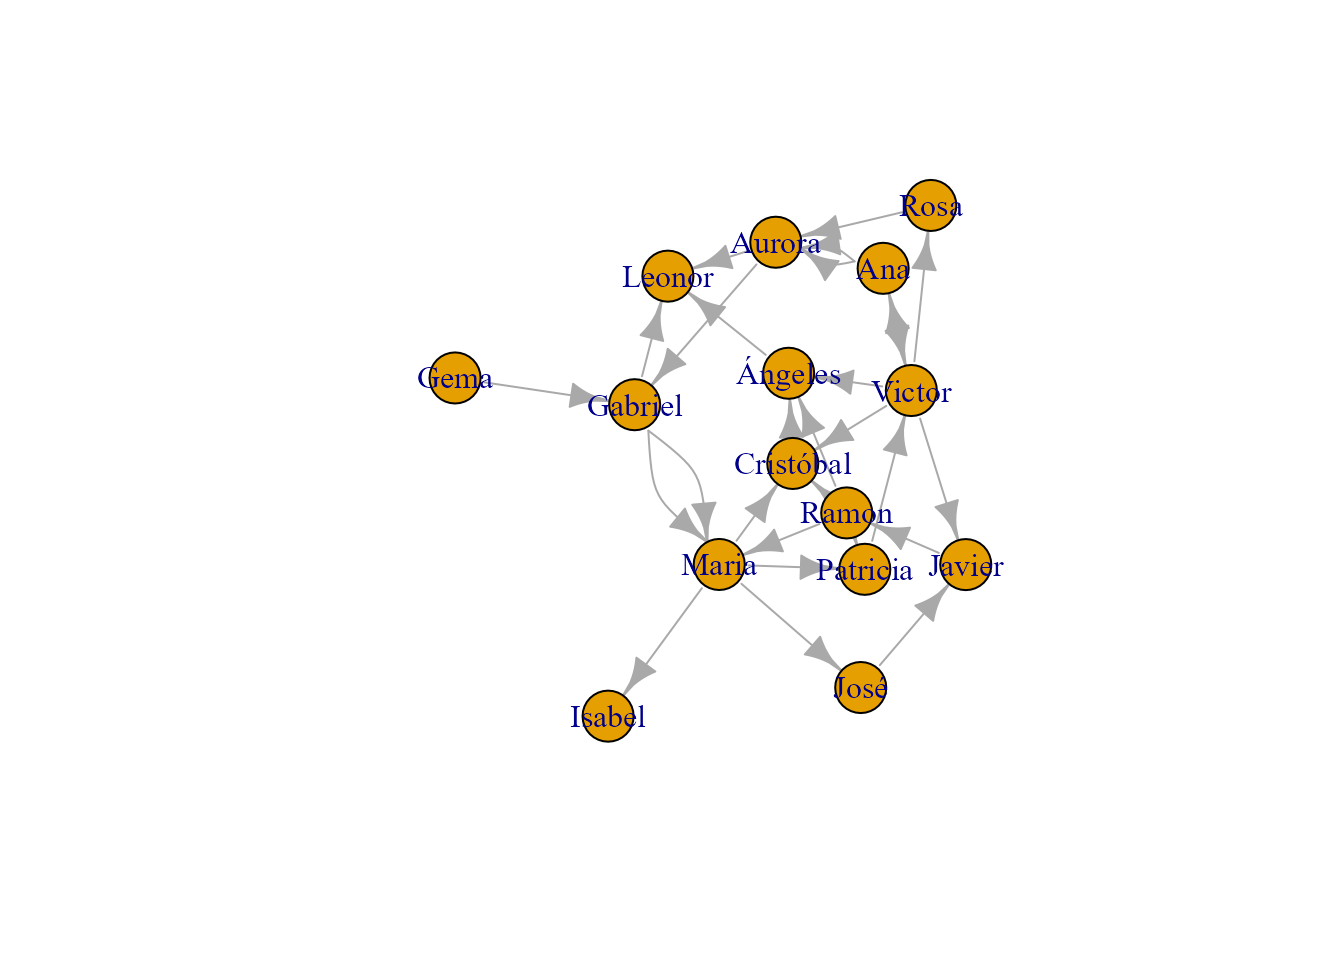 Rosa
Aurora
Ana
Leonor
Ángeles
Gema
Victor
Gabriel
Cristóbal
Ramon
Maria
Patricia
Javier
José
Isabel